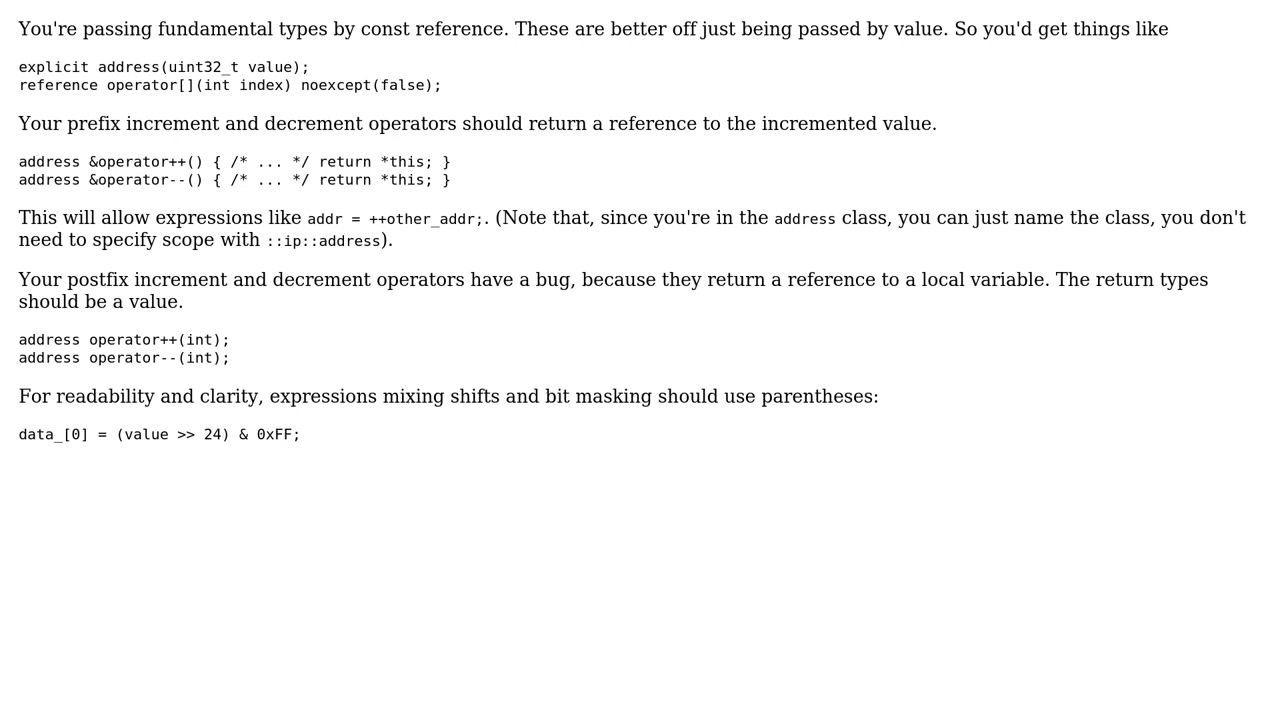 You're passing fundamental types by const reference. These are better off just being passed by value. So you'd get things like
explicit address(uint32_t value);
reference operator[](int index) noexcept(false);
Your prefix increment and decrement operators should return a reference to the incremented value.
address &operator++() { /* ... */ return *this; }
address &operator--() { /* ... */ return *this; }
This will allow expressions like addr = ++other_addr;. (Note that, since you're in the address class, you can just name the class, you don't
need to specify scope with ::ip::address).
Your postfix increment and decrement operators have a bug, because they return a reference to a local variable. The return types
should be a value.
address operator++(int);
address operator--(int);
For readability and clarity, expressions mixing shifts and bit masking should use parentheses:
data_[0] = (value >> 24) & 0xFF;